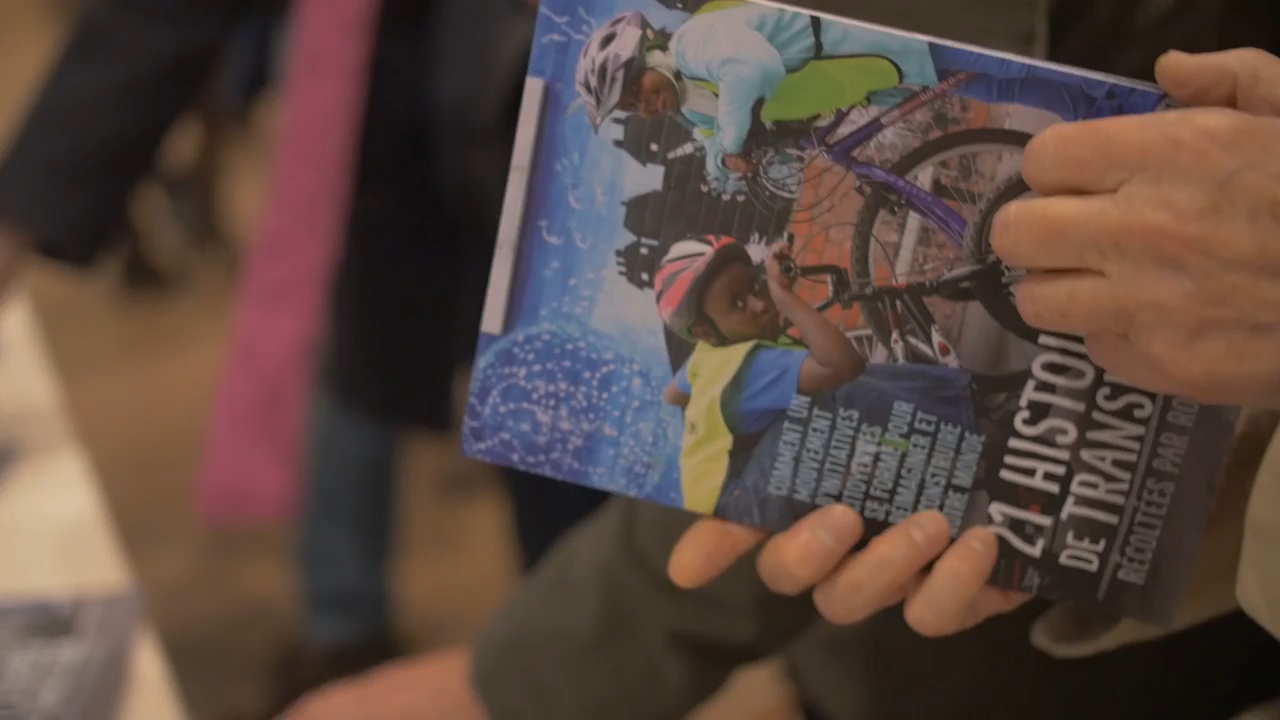 COMMENT UN
MOUVEMENT
D'INITIATIVES
CITOYENNES
SE FORME POUR
RÉIMAGINER ET
CONSTRUIRE
NOTRE MONDE
21 HISTOI
DE TRANS
RÉCOLTÉES PAR RO